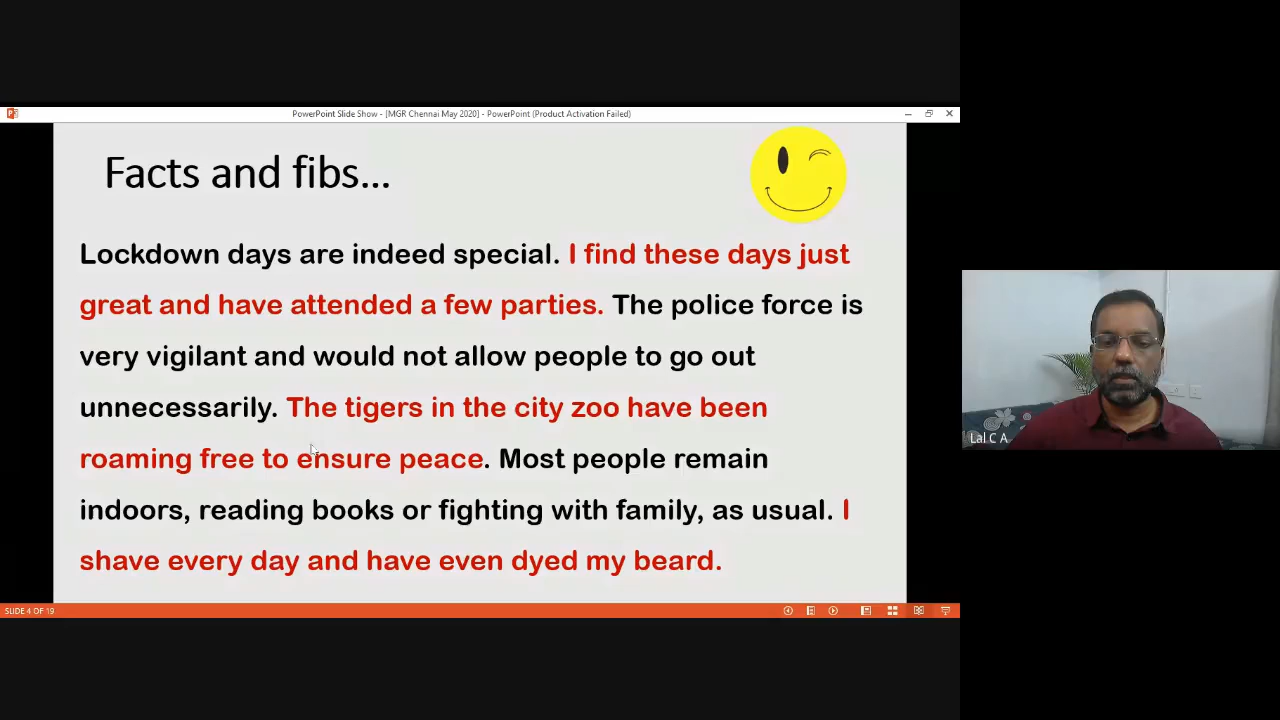 PowerPoint Slide Show - [MGR Chennai May 2020] - PowerPoint (Product Activation Failed)
Facts and fibs...
Lockdown days are indeed special. I find these days just
great and have attended a few parties. The police force is
very vigilant and would not allow people to go out
unnecessarily. The tigers in the city zoo have been
roaming free to ensure peace. Most people remain
indoors, reading books or fighting with family, as usual. I
shave every day and have even dyed my beard.
Lal C A
SLIDE 4 OF 19